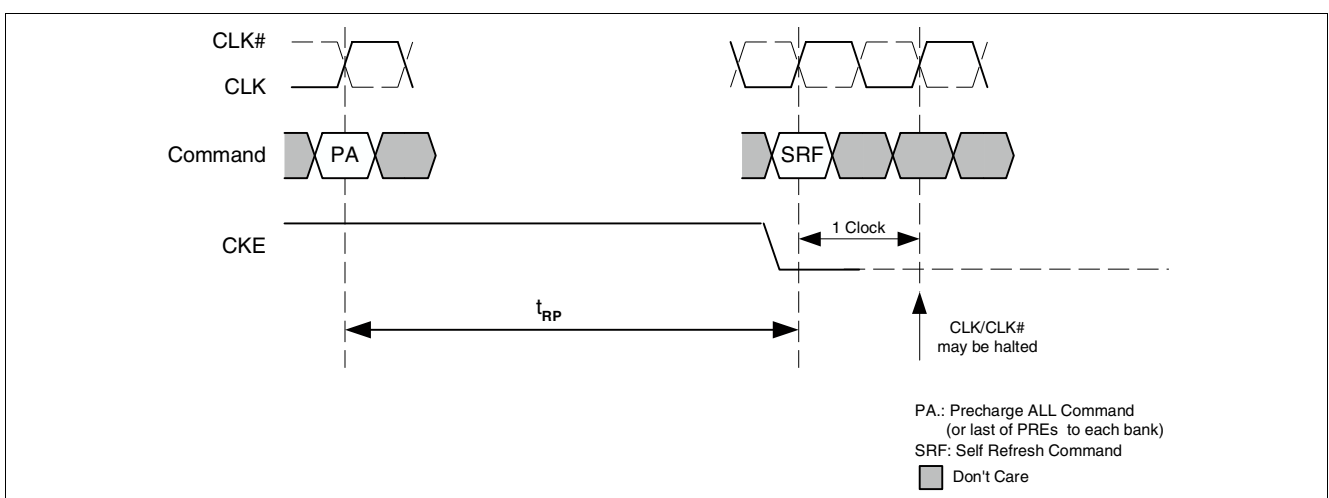 CLK#
CLK
Command
PA
SRF
CKE
1 Clock
tRP
CLK/CLK#
may be halted
PA.: Precharge ALL Command
(or last of PREs to each bank)
SRF: Self Refresh Command
Don't Care